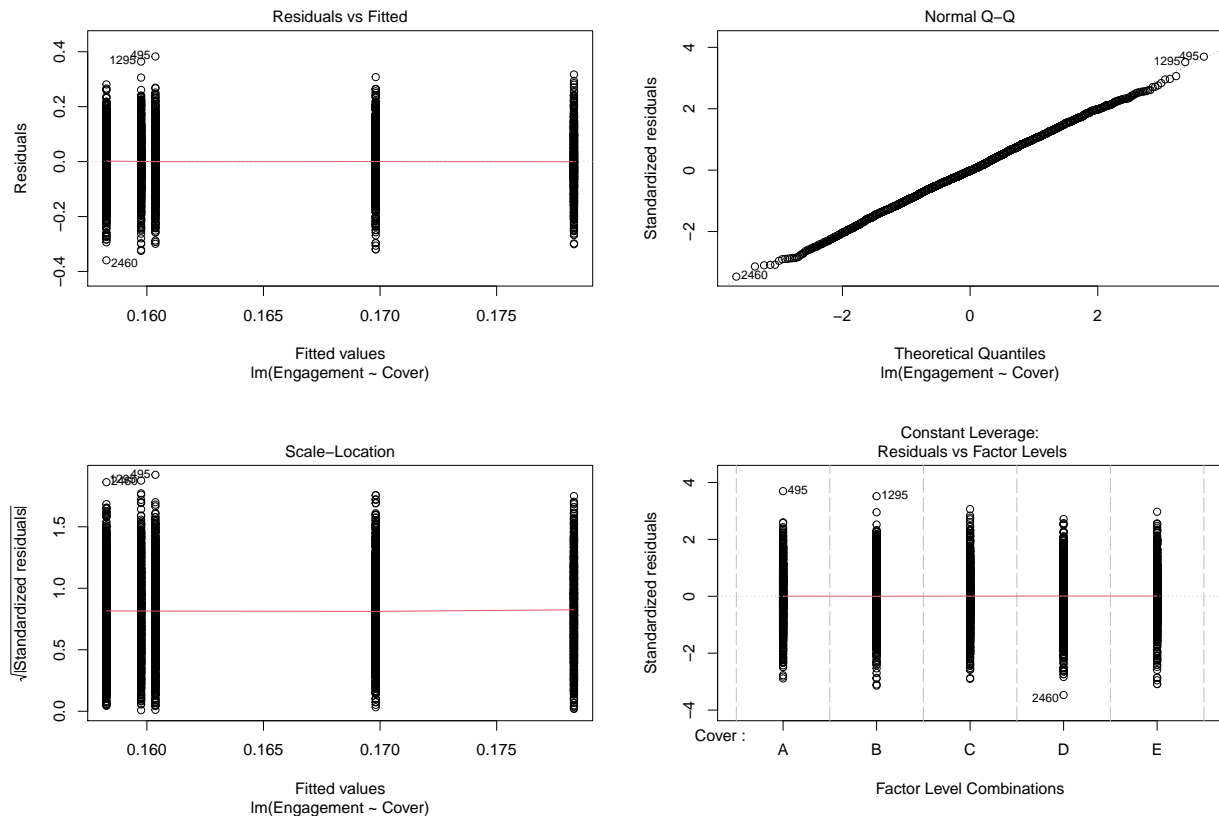 Residuals vs Fitted
Residuals
0.4
0.2
0.0
−0.2
−0.4
1295
495
2460
0.160
0.165
0.170
0.175
Fitted values
lm(Engagement ~ Cover)
Normal Q−Q
Standardized residuals
4
2
0
−2
1295
495
2460
−2
0
2
Theoretical Quantiles
lm(Engagement ~ Cover)
Scale−Location
√|Standardized residuals|
1.5
1.0
0.5
0.0
2460
1295
495
0.160
0.165
0.170
0.175
Fitted values
lm(Engagement ~ Cover)
Constant Leverage:
Residuals vs Factor Levels
Standardized residuals
4
2
0
−2
−4
495
1295
2460
Cover :
A
B
C
D
E
Factor Level Combinations